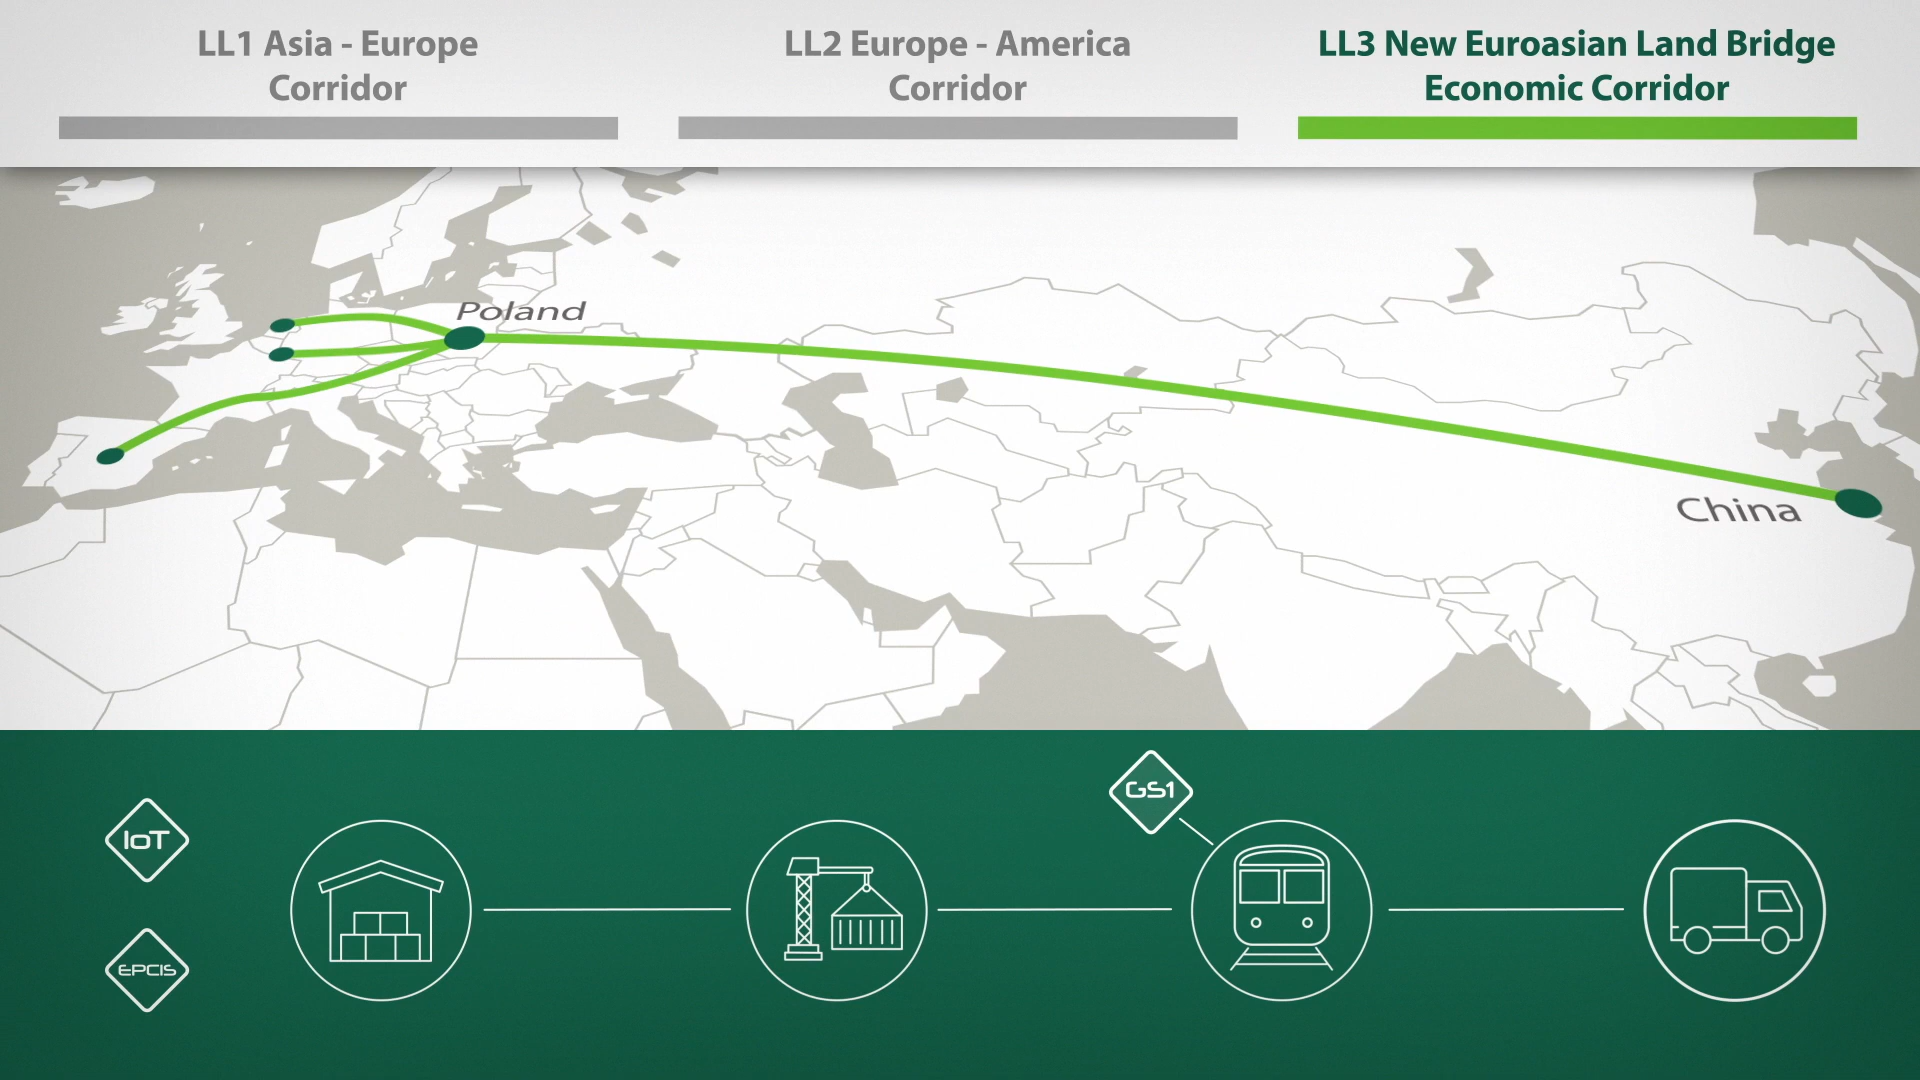 LL1 Asia - Europe
Corridor
LL2 Europe - America
Corridor
LL3 New Euroasian Land Bridge
Economic Corridor
Poland
China
GS1
IoT
EPCIS